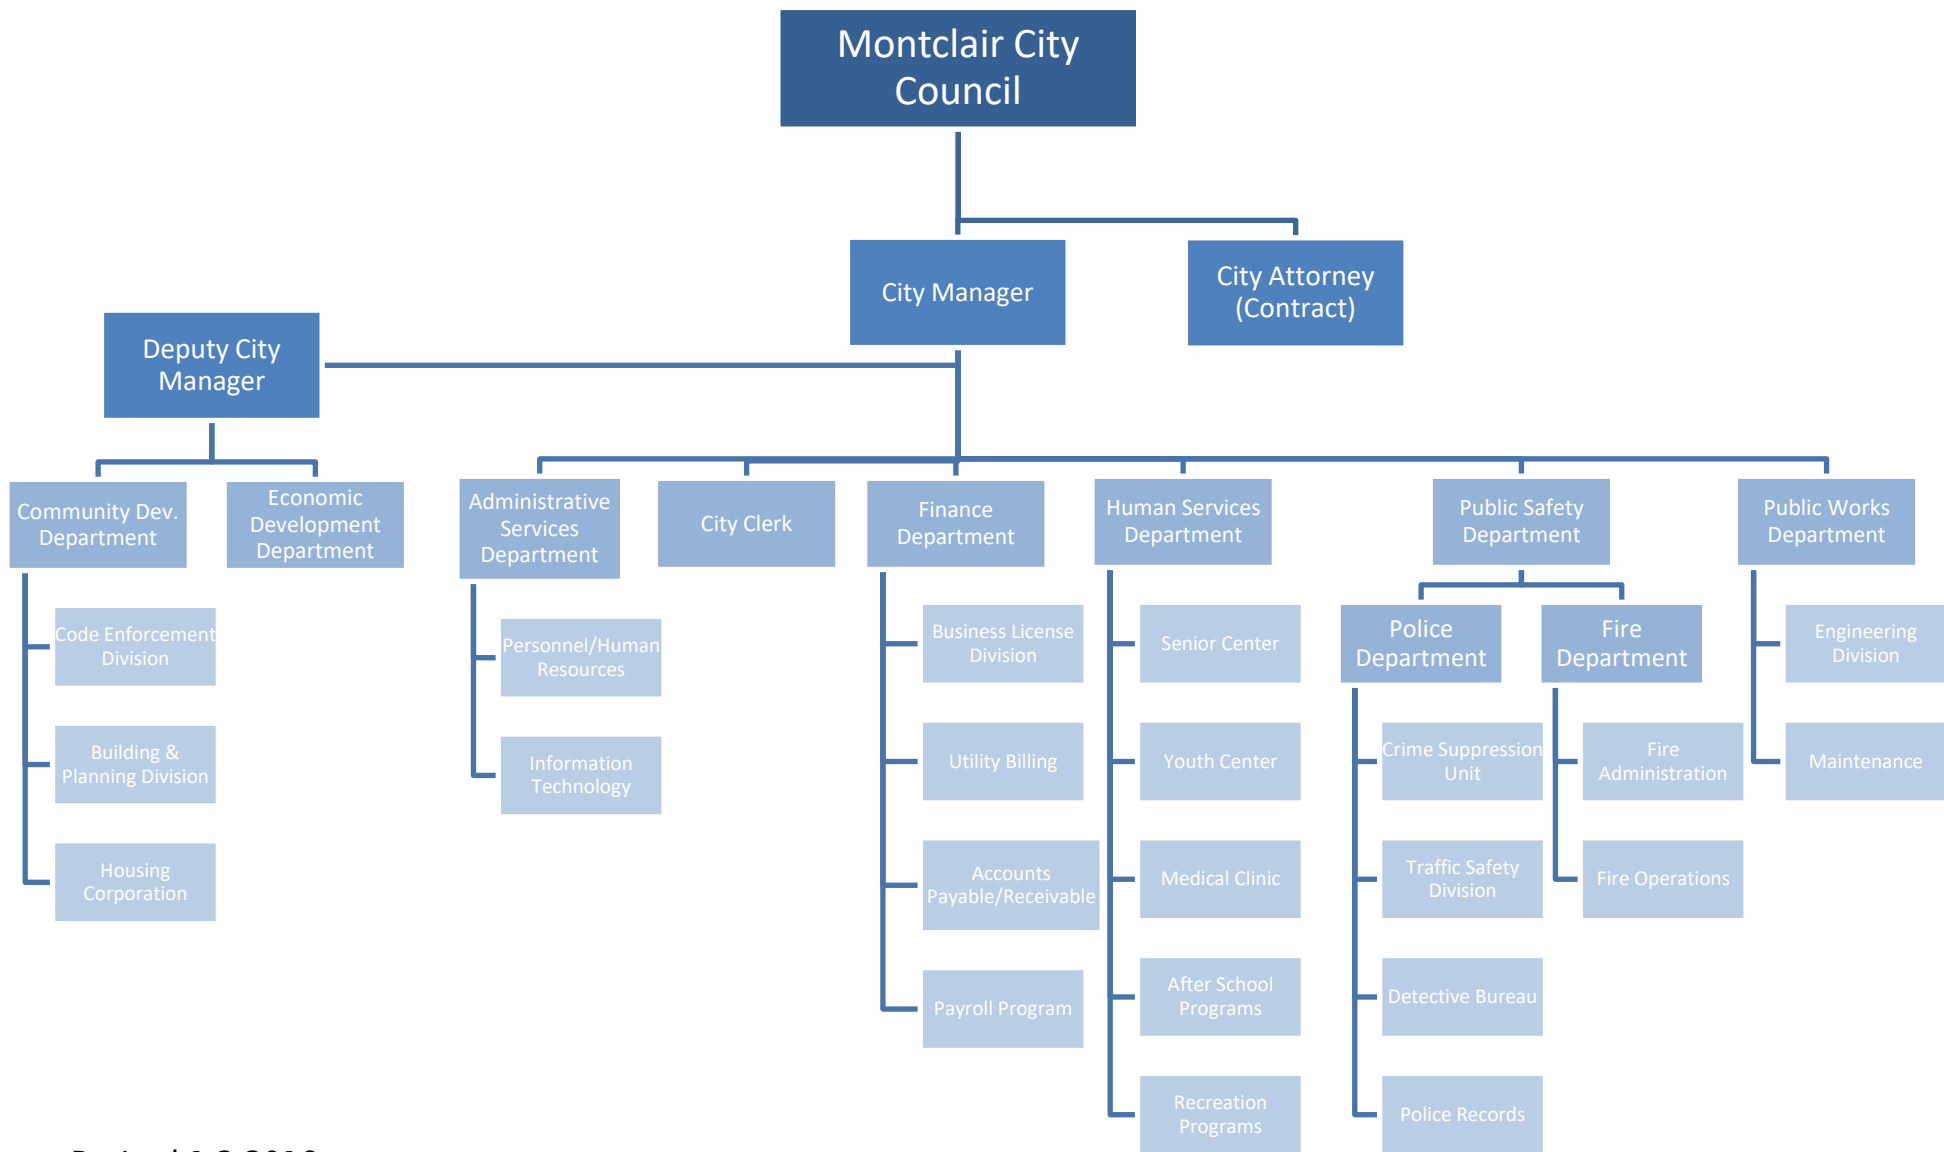 Montclair City
Council
City Manager
City Attorney
(Contract)
Deputy City
Manager
Community Dev.
Department
Economic
Development
Department
Administrative
Services
Department
City Clerk
Finance
Department
Human Services
Department
Public Safety
Department
Public Works
Department
Code Enforcement
Division
Building &
Planning Division
Housing
Corporation
Personnel/Human
Resources
Information
Technology
Business License
Division
Utility Billing
Accounts
Payable/Receivable
Payroll Program
Senior Center
Youth Center
Medical Clinic
After School
Programs
Recreation
Programs
Police
Department
Fire
Department
Crime Suppression
Unit
Traffic Safety
Division
Detective Bureau
Police Records
Fire
Administration
Fire Operations
Engineering
Division
Maintenance